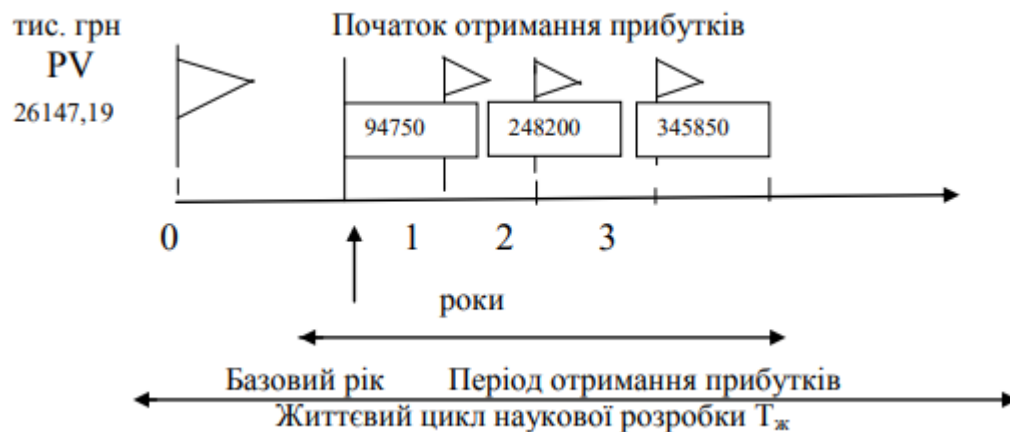 тис. грн
Початок отримання прибутків
PV
26147,19
94750 248200 345850
0 1 2 3
роки
Базовий рік Період отримання прибутків
Життєвий цикл наукової розробки Тж